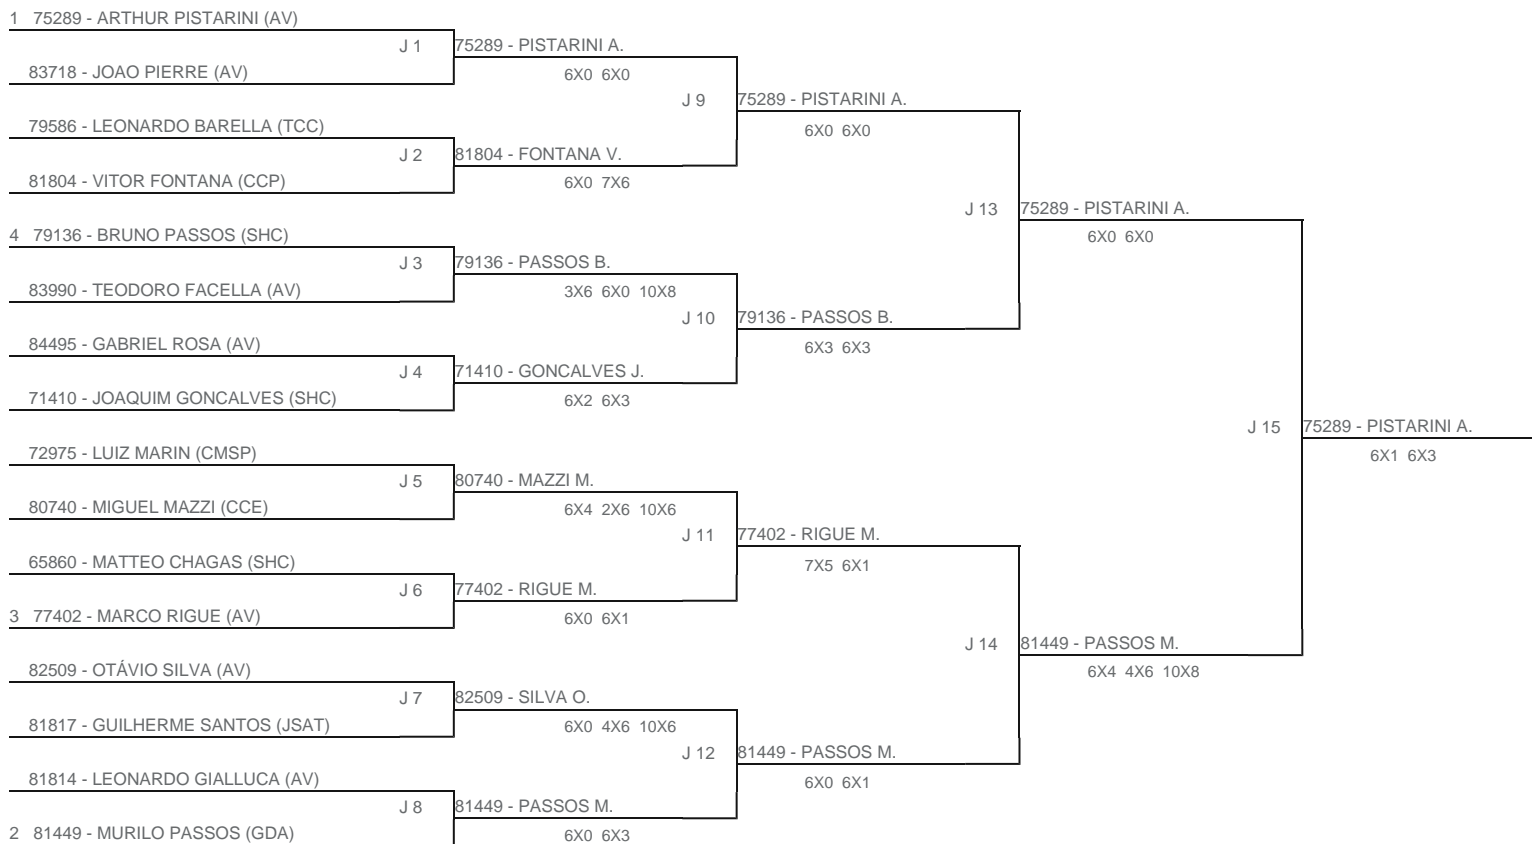 1 75289 - ARTHUR PISTARINI (AV)
J 1
75289 - PISTARINI A.
83718 - JOAO PIERRE (AV)
6X0 6X0
J 9
75289 - PISTARINI A.
79586 - LEONARDO BARELLA (TCC)
6X0 6X0
J 2
81804 - FONTANA V.
81804 - VITOR FONTANA (CCP)
6X0 7X6
J 13
75289 - PISTARINI A.
4 79136 - BRUNO PASSOS (SHC)
6X0 6X0
J 3
79136 - PASSOS B.
83990 - TEODORO FACELLA (AV)
3X6 6X0 10X8
J 10
79136 - PASSOS B.
84495 - GABRIEL ROSA (AV)
6X3 6X3
J 4
71410 - GONCALVES J.
71410 - JOAQUIM GONCALVES (SHC)
6X2 6X3
J 15
75289 - PISTARINI A.
72975 - LUIZ MARIN (CMSP)
6X1 6X3
J 5
80740 - MAZZI M.
80740 - MIGUEL MAZZI (CCE)
6X4 2X6 10X6
J 11
77402 - RIGUE M.
65860 - MATTEO CHAGAS (SHC)
7X5 6X1
J 6
77402 - RIGUE M.
3 77402 - MARCO RIGUE (AV)
6X0 6X1
J 14
81449 - PASSOS M.
82509 - OTÁVIO SILVA (AV)
6X4 4X6 10X8
J 7
82509 - SILVA O.
81817 - GUILHERME SANTOS (JSAT)
6X0 4X6 10X6
J 12
81449 - PASSOS M.
81814 - LEONARDO GIALLUCA (AV)
6X0 6X1
J 8
81449 - PASSOS M.
2 81449 - MURILO PASSOS (GDA)
6X0 6X3